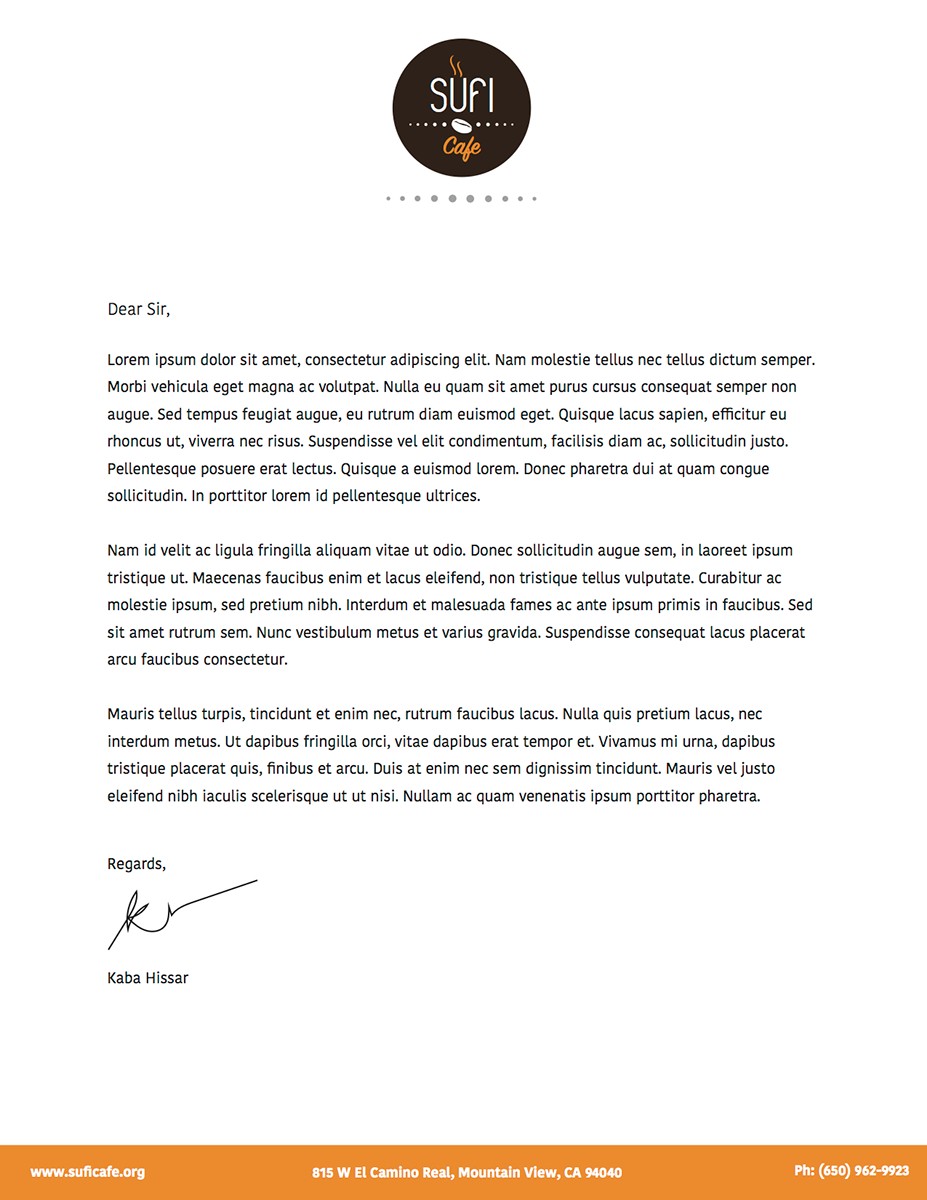 SUFI
Cafe
Dear Sir,
Lorem ipsum dolor sit amet, consectetur adipiscing elit. Nam molestie tellus nec tellus dictum semper.
Morbi vehicula eget magna ac volutpat. Nulla eu quam sit amet purus cursus consequat semper non
augue. Sed tempus feugiat augue, eu rutrum diam euismod eget. Quisque lacus sapien, efficitur eu
rhoncus ut, viverra nec risus. Suspendisse vel elit condimentum, facilisis diam ac, sollicitudin justo.
Pellentesque posuere erat lectus. Quisque a euismod lorem. Donec pharetra dui at quam congue
sollicitudin. In porttitor lorem id pellentesque ultrices.
Nam id velit ac ligula fringilla aliquam vitae ut odio. Donec sollicitudin augue sem, in laoreet ipsum
tristique ut. Maecenas faucibus enim et lacus eleifend, non tristique tellus vulputate. Curabitur ac
molestie ipsum, sed pretium nibh. Interdum et malesuada fames ac ante ipsum primis in faucibus. Sed
sit amet rutrum sem. Nunc vestibulum metus et varius gravida. Suspendisse consequat lacus placerat
arcu faucibus consectetur.
Mauris tellus turpis, tincidunt et enim nec, rutrum faucibus lacus. Nulla quis pretium lacus, nec
interdum metus. Ut dapibus fringilla orci, vitae dapibus erat tempor et. Vivamus mi urna, dapibus
tristique placerat quis, finibus et arcu. Duis at enim nec sem dignissim tincidunt. Mauris vel justo
eleifend nibh iaculis scelerisque ut ut nisi. Nullam ac quam venenatis ipsum porttitor pharetra.
Regards,
Kaba Hissar
www.suficafe.org
815 W El Camino Real, Mountain View, CA 94040
Ph: (650) 962-9923